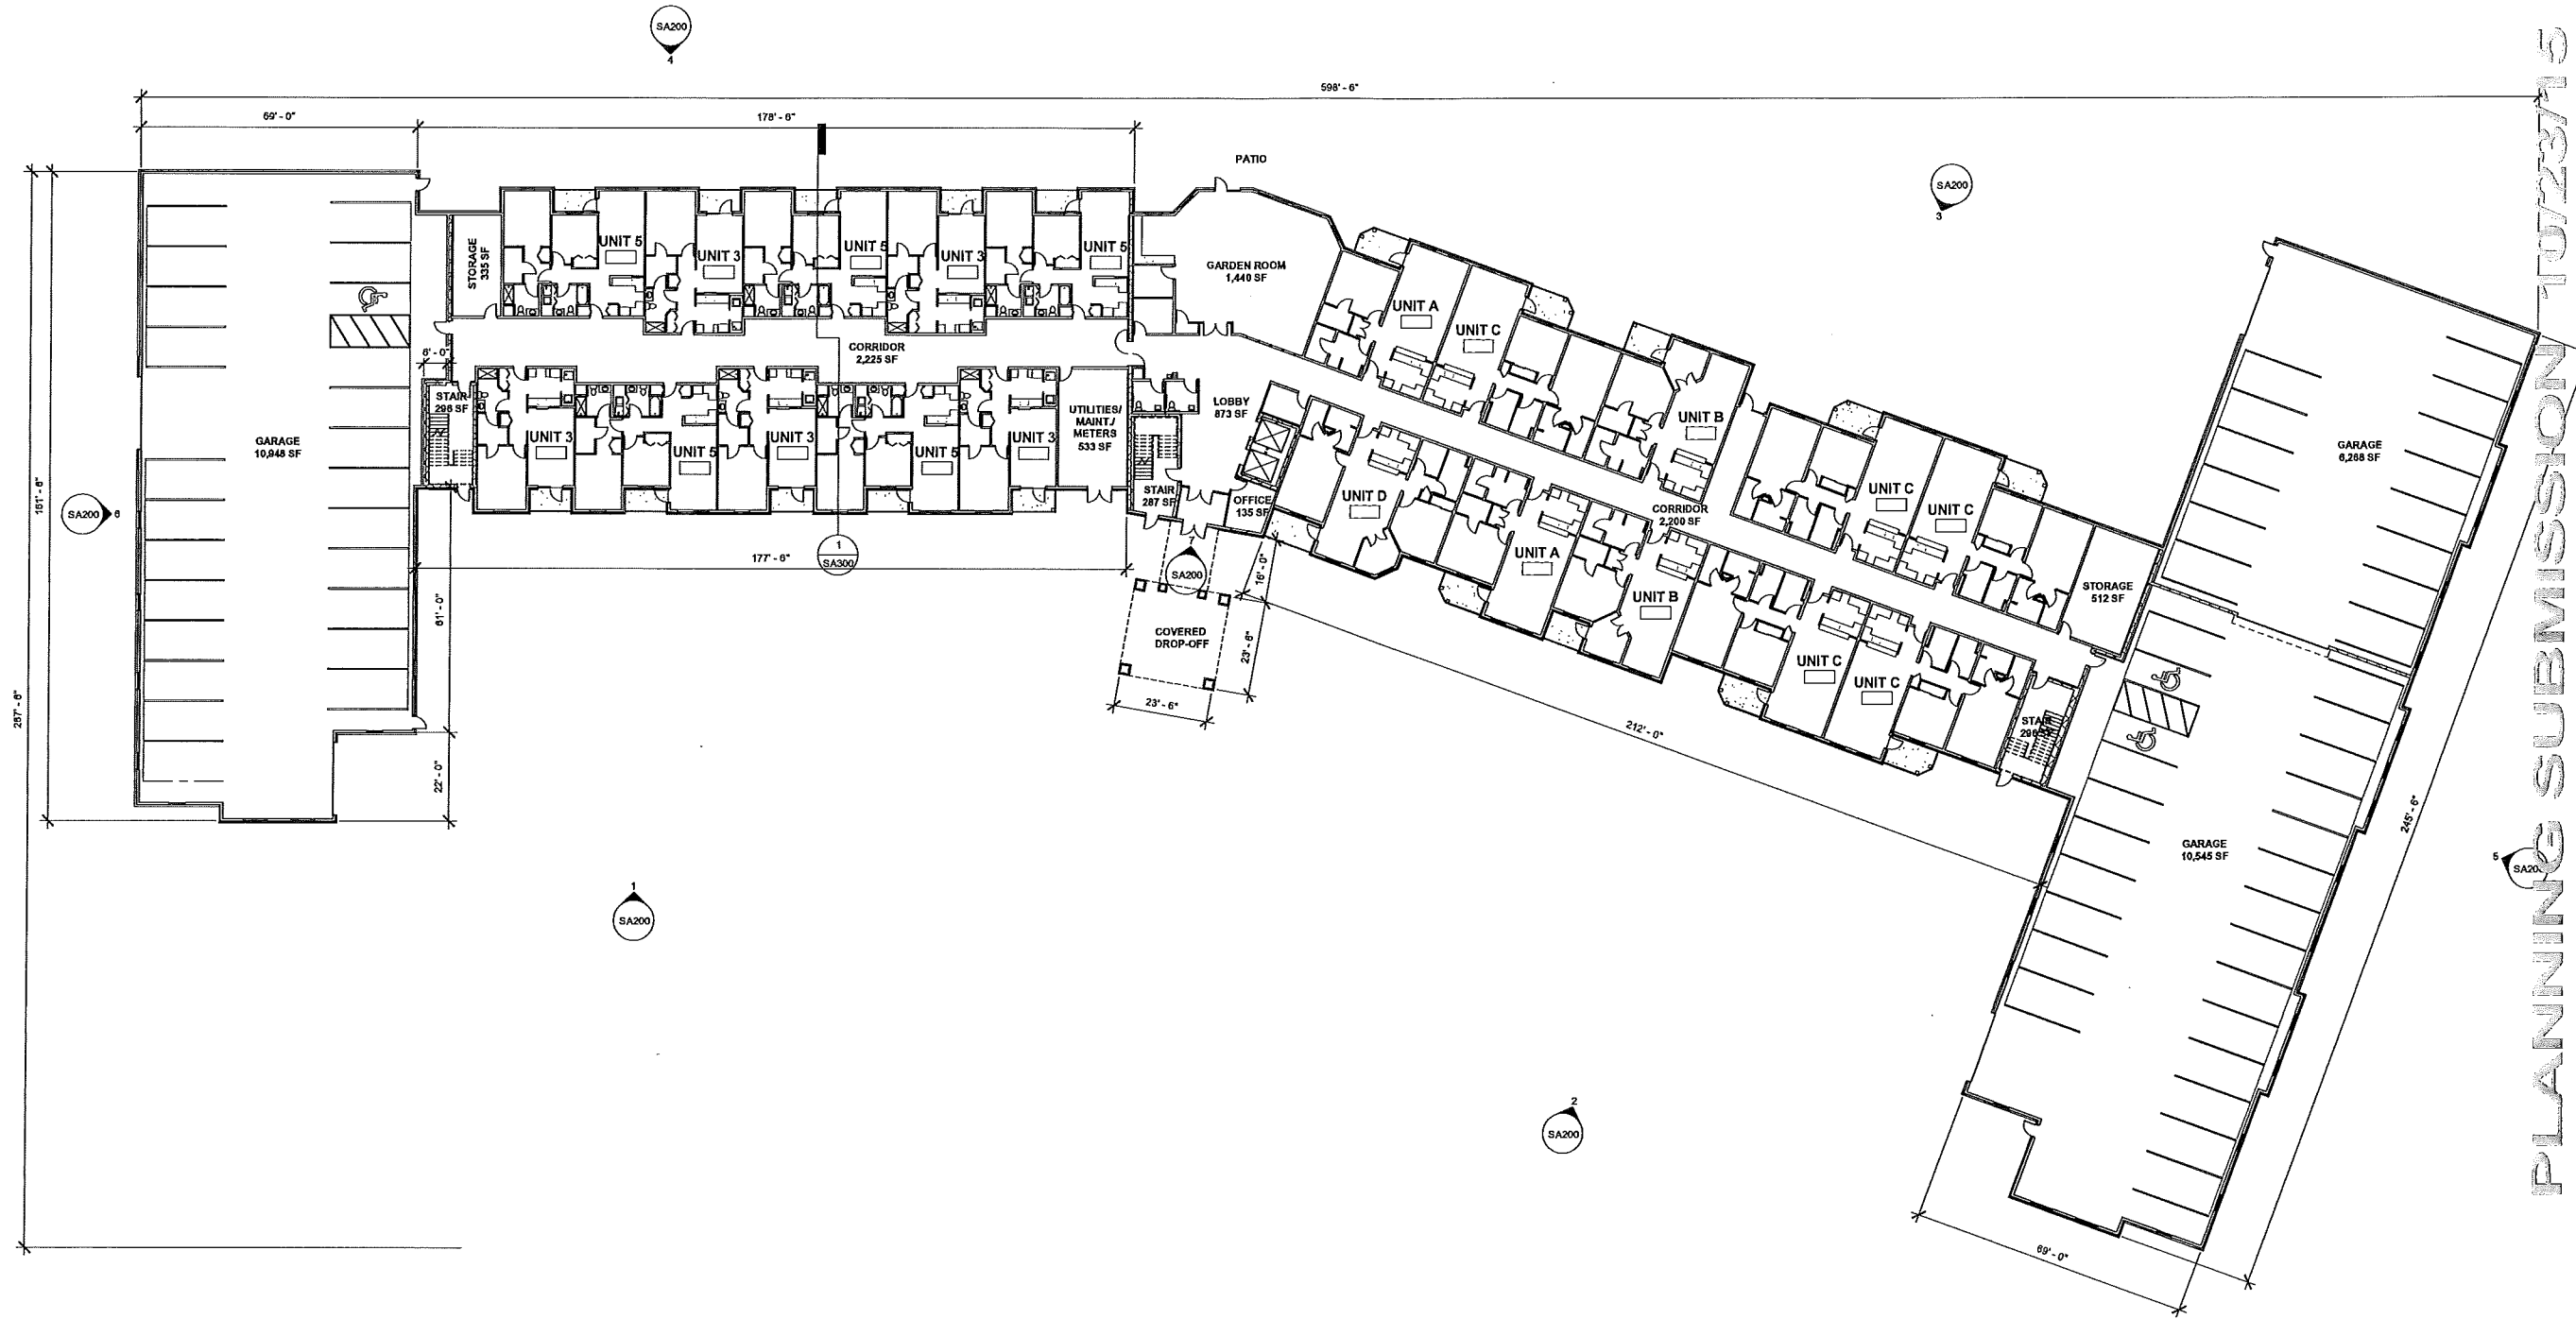 SA200
4
598' - 6"
69' - 0"
178' - 6"
PATIO
SA200
3
STORAGE
335 SF
UNIT 5
UNIT 3
UNIT 5
UNIT 3
UNIT 5
GARDEN ROOM
1,440 SF
UNIT A
UNIT C
UNIT B
CORRIDOR
2,225 SF
STAIR
296 SF
UNIT 3
UNIT 5
UNIT 3
UNIT 5
UNIT 3
UTILITIES/
MAINT./
METERS
533 SF
LOBBY
873 SF
STAIR
287 SF
OFFICE
135 SF
GARAGE
10,948 SF
GARAGE
6,268 SF
UNIT D
UNIT A
UNIT B
CORRIDOR
2,200 SF
UNIT C
UNIT C
UNIT C
UNIT C
STORAGE
512 SF
SA200
6
161' - 6"
267' - 6"
177' - 6"
1
SA300
SA200
61' - 0"
22' - 0"
16' - 0"
COVERED
DROP-OFF
23' - 6"
23' - 6"
212' - 0"
GARAGE
10,545 SF
245' - 6"
5
1
SA200
2
SA200
69' - 0"
PLANNING SUBMISSION 10/23/15